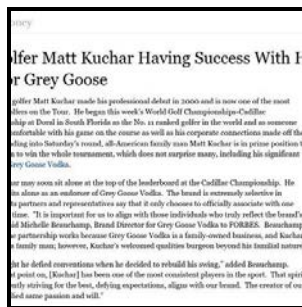 oney
lfer Matt Kuchar Having Success With H
or Grey Goose
golfer Matt Kuchar made his professional debut in 2000 and is now one of the most
lfers on the Tour. He began this week's World Golf Championships-Cadillac
ship at Doral in South Florida as the No. 11 ranked golfer in the world and as someone
mfortable with his game on the course as well as his corporate connections made off the
ding into Saturday's round, all-American family man Matt Kuchar is in prime position t
n to win the whole tournament, which does not surprise many, including his significant
rey Goose Vodka.
ar may soon sit alone at the top of the leaderboard at the Cadillac Championship. He
its alone as an endorser of Grey Goose Vodka. The brand is extremely selective in
ts partners and representatives say that it only chooses to officially associate with one
time. "It is important for us to align with those individuals who truly reflect the brand's
id Michelle Beauchamp, Brand Director for Grey Goose Vodka to FORBES. Beauchamp
e partnership works because Grey Goose Vodka is a family-owned business, and Kuchar
a family man; however, Kuchar's welcomed qualities burgeon beyond his familial nature
ght he defied conventions when he decided to rebuild his swing," added Beauchamp.
t point on, [Kuchar] has been one of the most consistent players in the sport. That spiri
ntly striving for the best, defying expectations, aligns with our brand. The creator of ou
fied same passion and will."